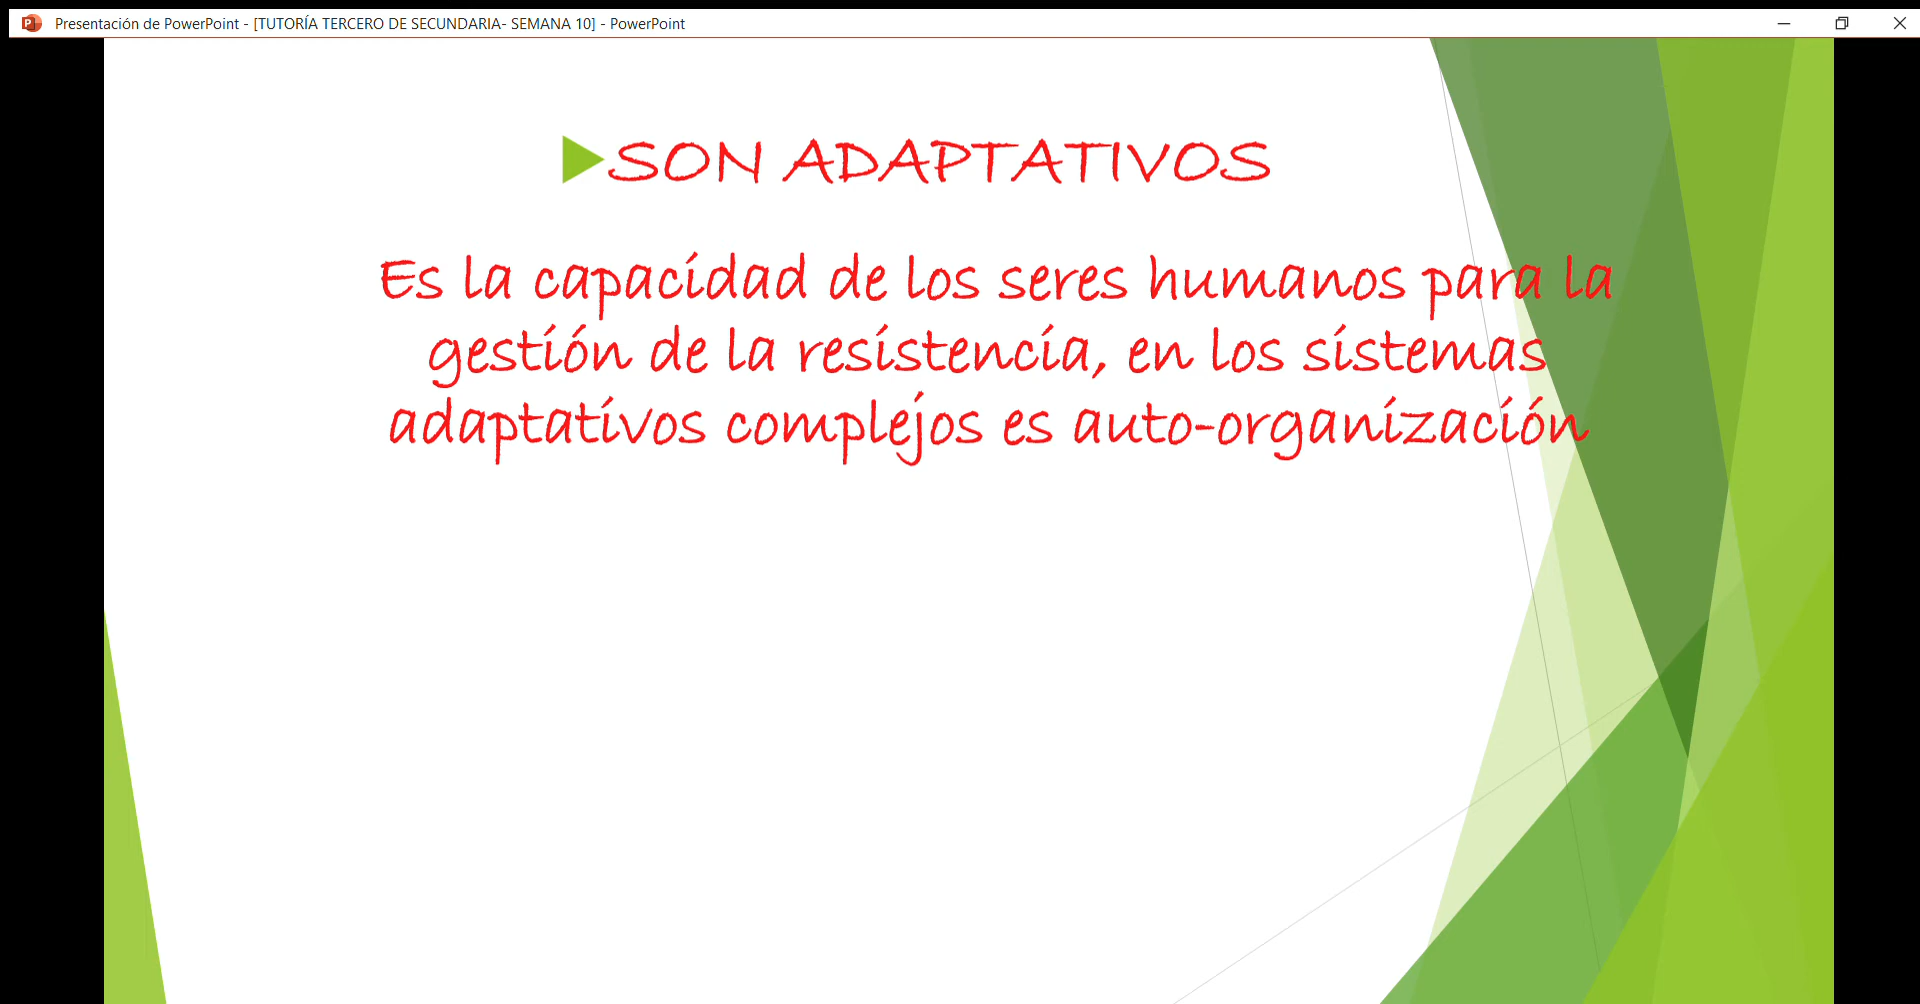 Presentación de PowerPoint - [TUTORÍA TERCERO DE SECUNDARIA- SEMANA 10] - PowerPoint
SON ADAPTATIVOS
Es la capacidad de los seres humanos para la
gestión de la resistencia, en los sistemas
adaptativos complejos es auto-organización